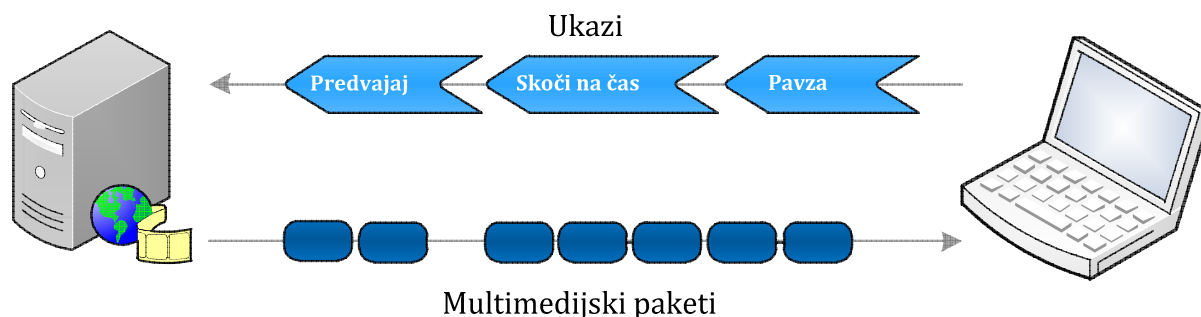 Ukazi
Predvajaj
Skoči na čas
Pavza
Multimedijski paketi